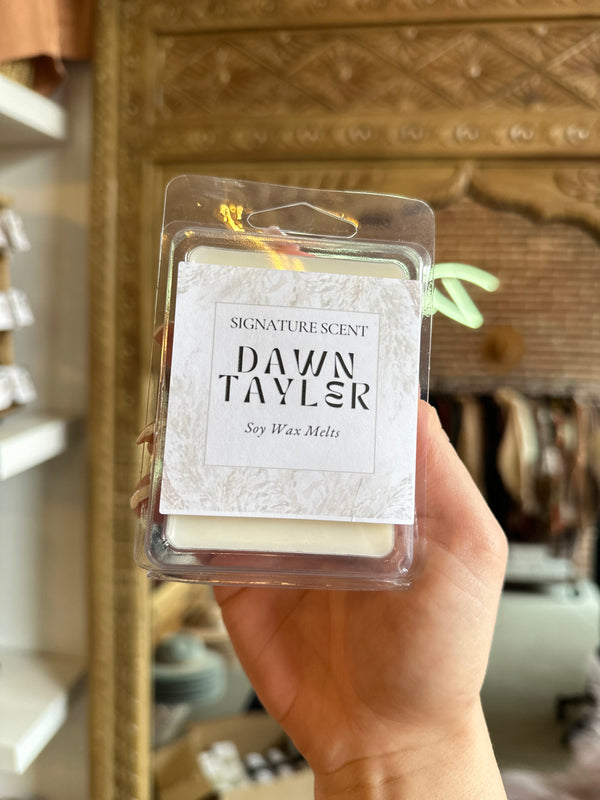 SIGNATURE SCENT
DAWN
TAYLER
Soy Wax Melts